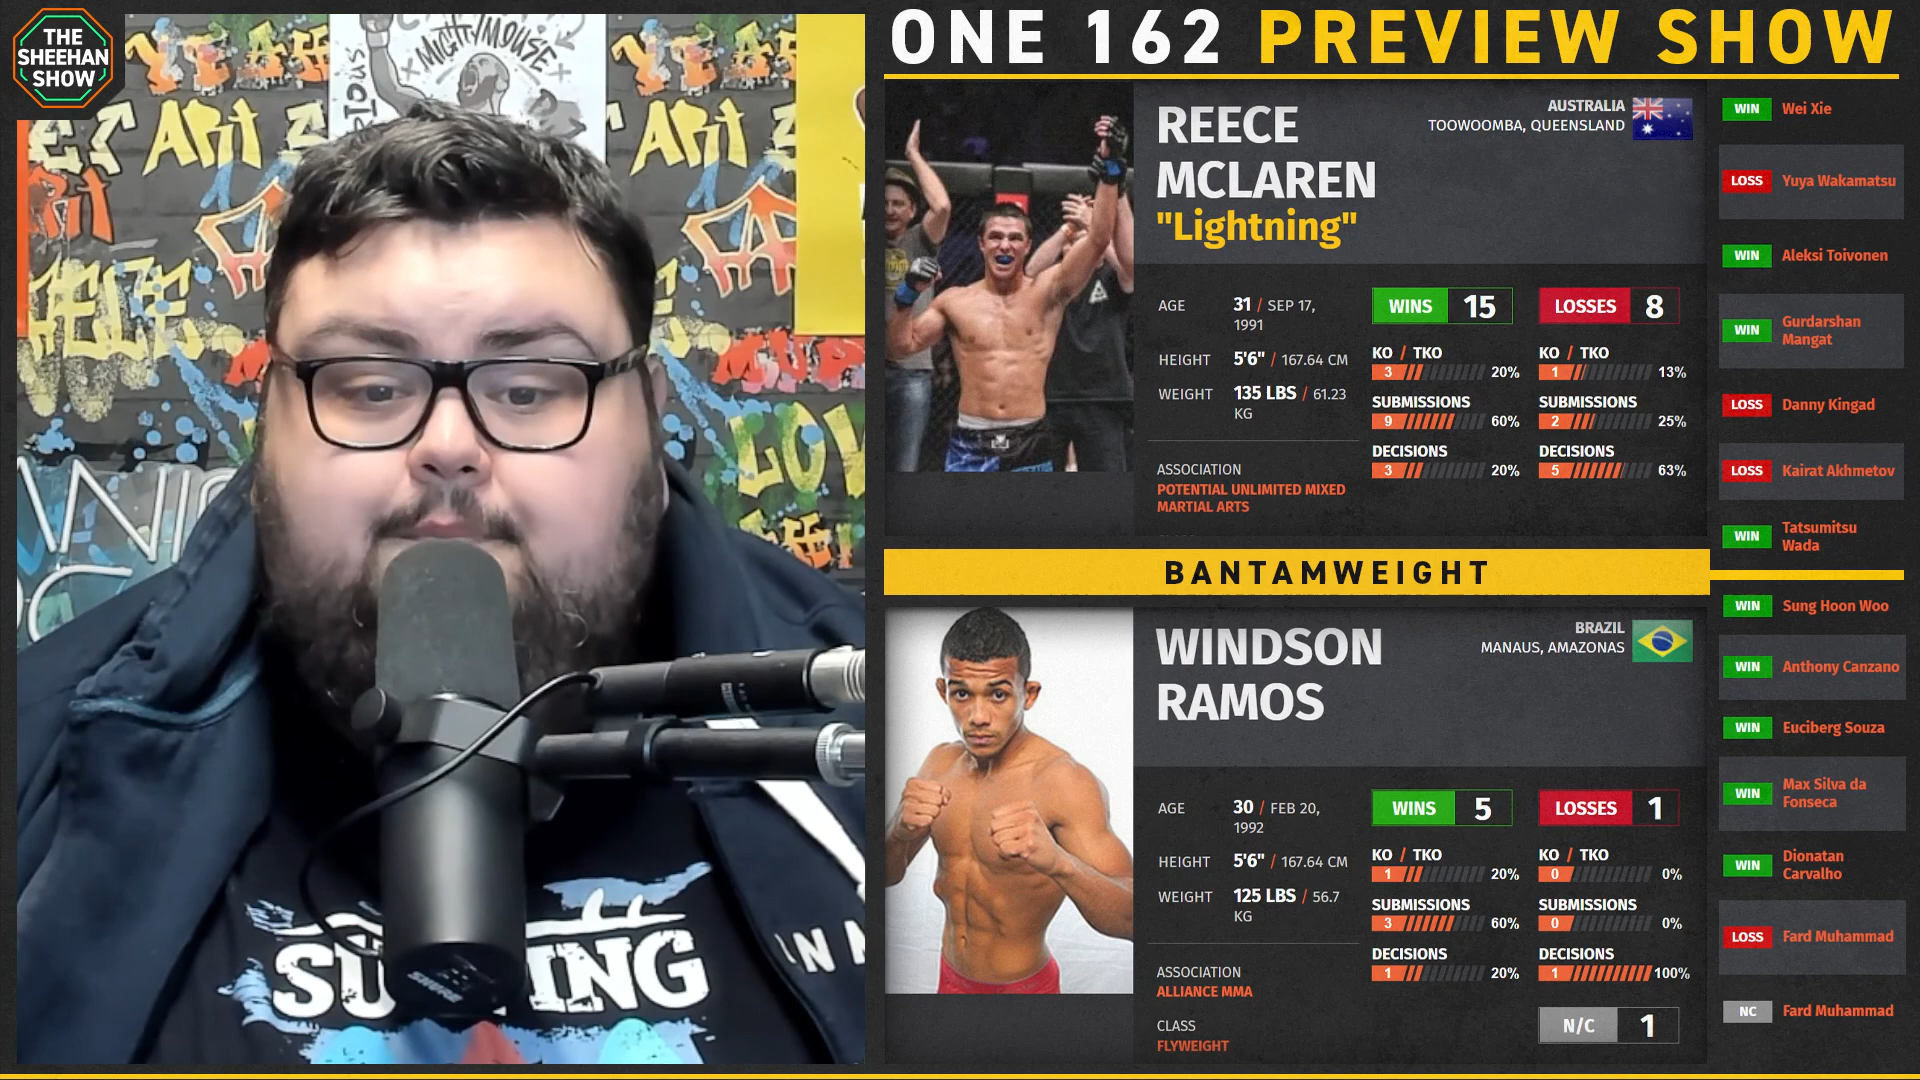 THE
SHEEHAN
SHOW
MIGHTY MOUSE
ART
SU ING
ONE 162 PREVIEW SHOW
REECE
MCLAREN
"Lightning"
AUSTRALIA
TOOWOOMBA, QUEENSLAND
AGE 31 / SEP 17,
1991
HEIGHT 5'6" / 167.64 CM
WEIGHT 135 LBS / 61.23
KG
ASSOCIATION
POTENTIAL UNLIMITED MIXED
MARTIAL ARTS
WINS 15
KO / TKO
3 20%
SUBMISSIONS
9 60%
DECISIONS
3 20%
LOSSES 8
KO / TKO
1 13%
SUBMISSIONS
2 25%
DECISIONS
5 63%
WIN Wei Xie
LOSS Yuya Wakamatsu
WIN Aleksi Toivonen
WIN Gurdarshan
Mangat
LOSS Danny Kingad
LOSS Kairat Akhmetov
WIN Tatsumitsu
Wada
BANTAMWEIGHT
WINDSON
RAMOS
BRAZIL
MANAUS, AMAZONAS
AGE 30 / FEB 20,
1992
HEIGHT 5'6" / 167.64 CM
WEIGHT 125 LBS / 56.7
KG
ASSOCIATION
ALLIANCE MMA
CLASS
FLYWEIGHT
WINS 5
KO / TKO
1 20%
SUBMISSIONS
3 60%
DECISIONS
1 20%
LOSSES 1
KO / TKO
0 0%
SUBMISSIONS
0 0%
DECISIONS
1 100%
N/C 1
WIN Sung Hoon Woo
WIN Anthony Canzano
WIN Euciberg Souza
WIN Max Silva da
Fonseca
WIN Dionatan
Carvalho
LOSS Fard Muhammad
NC Fard Muhammad